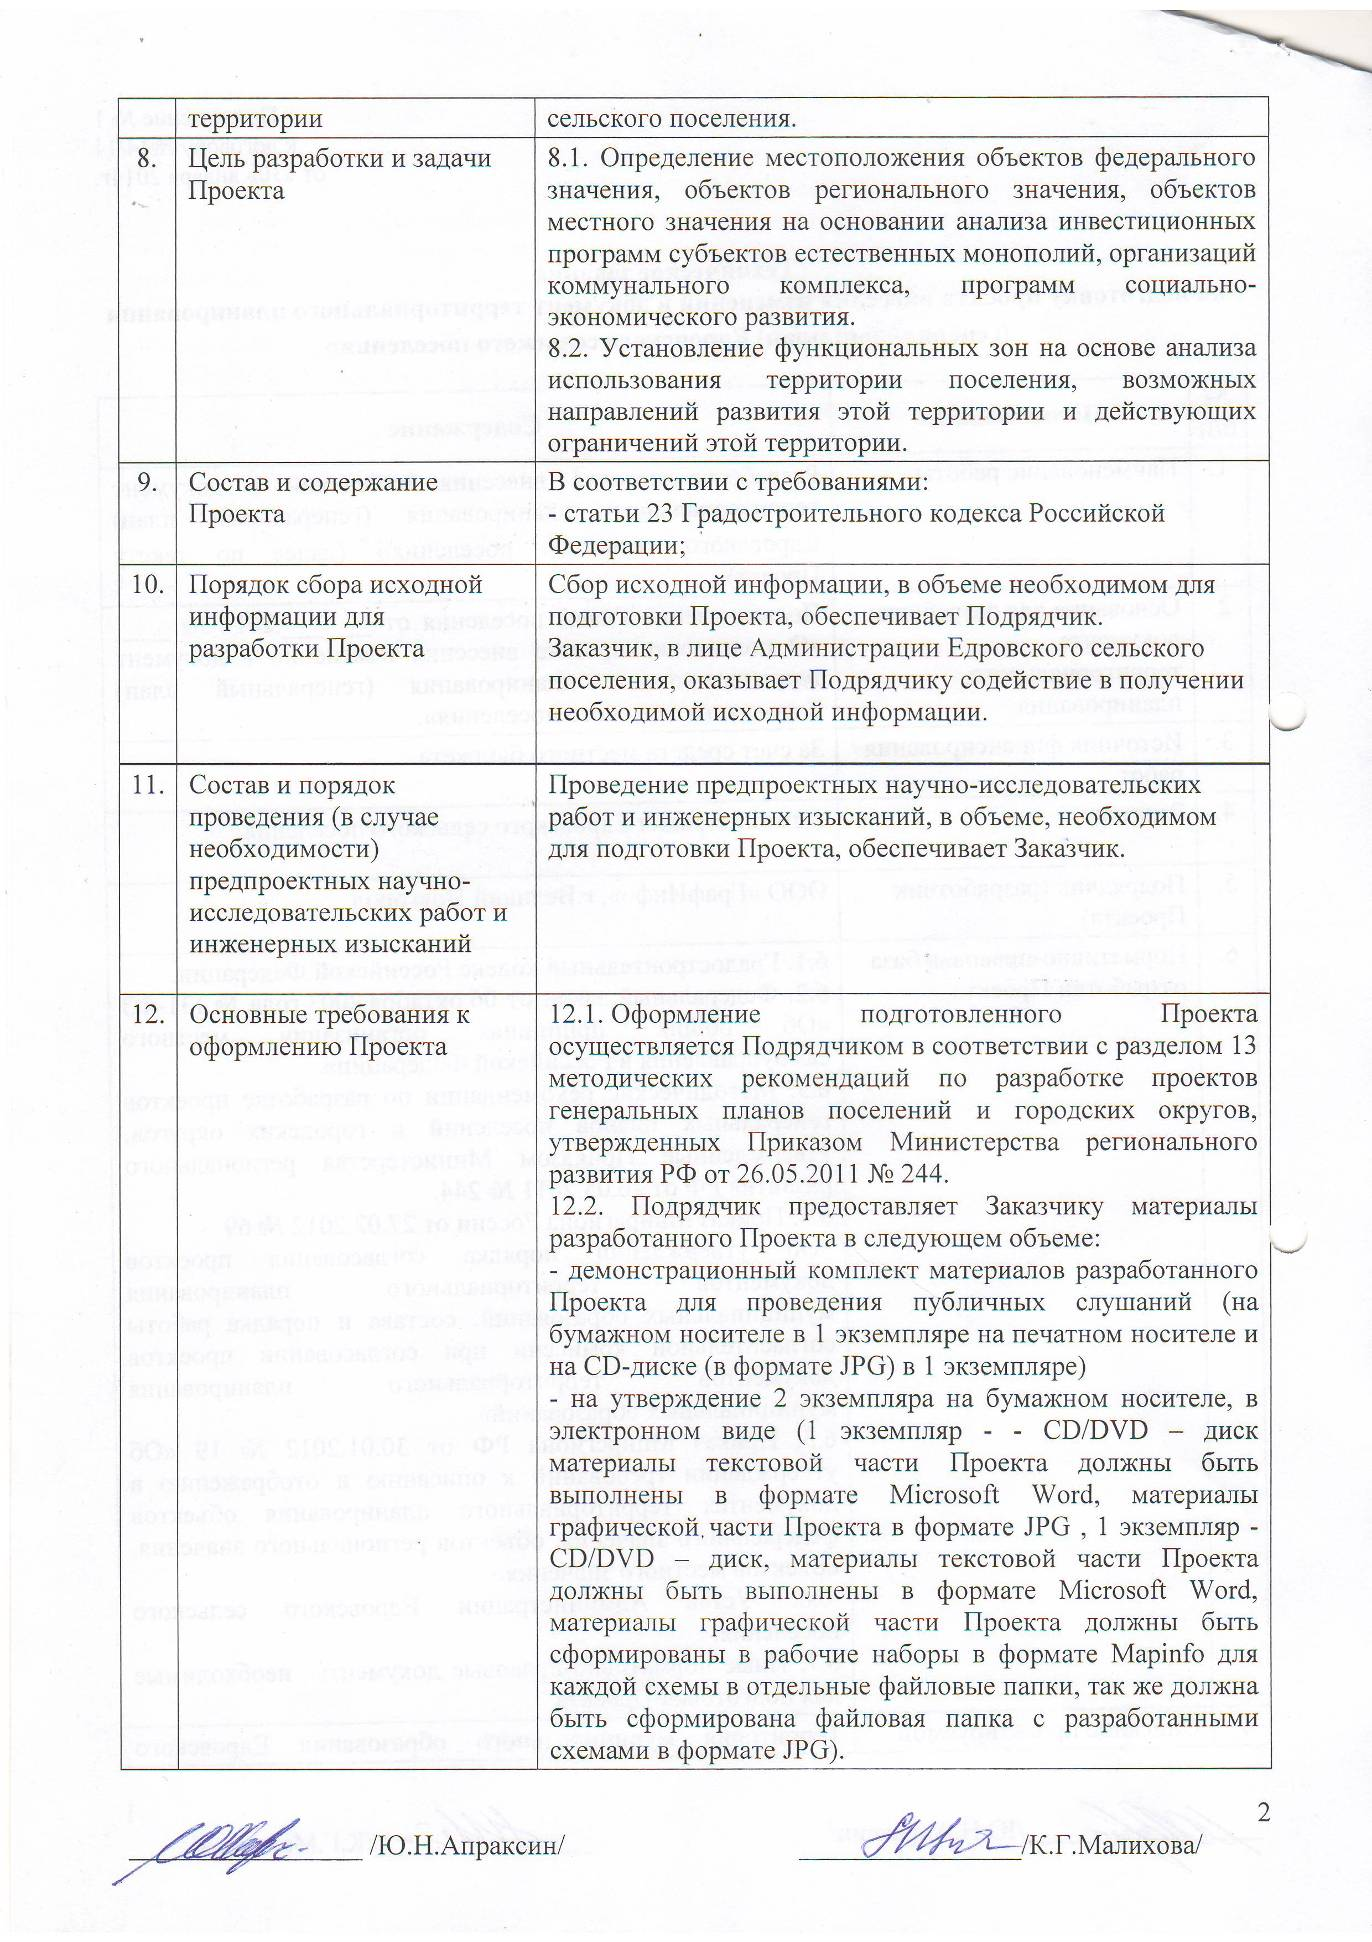 территории
сельского поселения.
8.
Цель разработки и задачи
Проекта
8.1. Определение местоположения объектов федерального
значения, объектов регионального значения, объектов
местного значения на основании анализа инвестиционных
программ субъектов естественных монополий, организаций
коммунального комплекса, программ социально-
экономического развития.
8.2. Установление функциональных зон на основе анализа
использования территории поселения, возможных
направлений развития этой территории и действующих
ограничений этой территории.
9.
Состав и содержание
Проекта
В соответствии с требованиями:
- статьи 23 Градостроительного кодекса Российской
Федерации;
10.
Порядок сбора исходной
информации для
разработки Проекта
Сбор исходной информации, в объеме необходимом для
подготовки Проекта, обеспечивает Подрядчик.
Заказчик, в лице Администрации Едровского сельского
поселения, оказывает Подрядчику содействие в получении
необходимой исходной информации.
11.
Состав и порядок
проведения (в случае
необходимости)
предпроектных научно-
исследовательских работ и
инженерных изысканий
Проведение предпроектных научно-исследовательских
работ и инженерных изысканий, в объеме, необходимом
для подготовки Проекта, обеспечивает Заказчик.
12.
Основные требования к
оформлению Проекта
12.1. Оформление подготовленного Проекта
осуществляется Подрядчиком в соответствии с разделом 13
методических рекомендаций по разработке проектов
генеральных планов поселений и городских округов,
утвержденных Приказом Министерства регионального
развития РФ от 26.05.2011 № 244.
12.2. Подрядчик предоставляет Заказчику материалы
разработанного Проекта в следующем объеме:
- демонстрационный комплект материалов разработанного
Проекта для проведения публичных слушаний (на
бумажном носителе в 1 экземпляре на печатном носителе и
на CD-диске (в формате JPG) в 1 экземпляре)
- на утверждение 2 экземпляра на бумажном носителе, в
электронном виде (1 экземпляр - - CD/DVD – диск
материалы текстовой части Проекта должны быть
выполнены в формате Microsoft Word, материалы
графической части Проекта в формате JPG , 1 экземпляр -
CD/DVD – диск, материалы текстовой части Проекта
должны быть выполнены в формате Microsoft Word,
материалы графической части Проекта должны быть
сформированы в рабочие наборы в формате Mapinfo для
каждой схемы в отдельные файловые папки, так же должна
быть сформирована файловая папка с разработанными
схемами в формате JPG).
2
/Ю.Н.Апраксин/
/К.Г.Малихова/